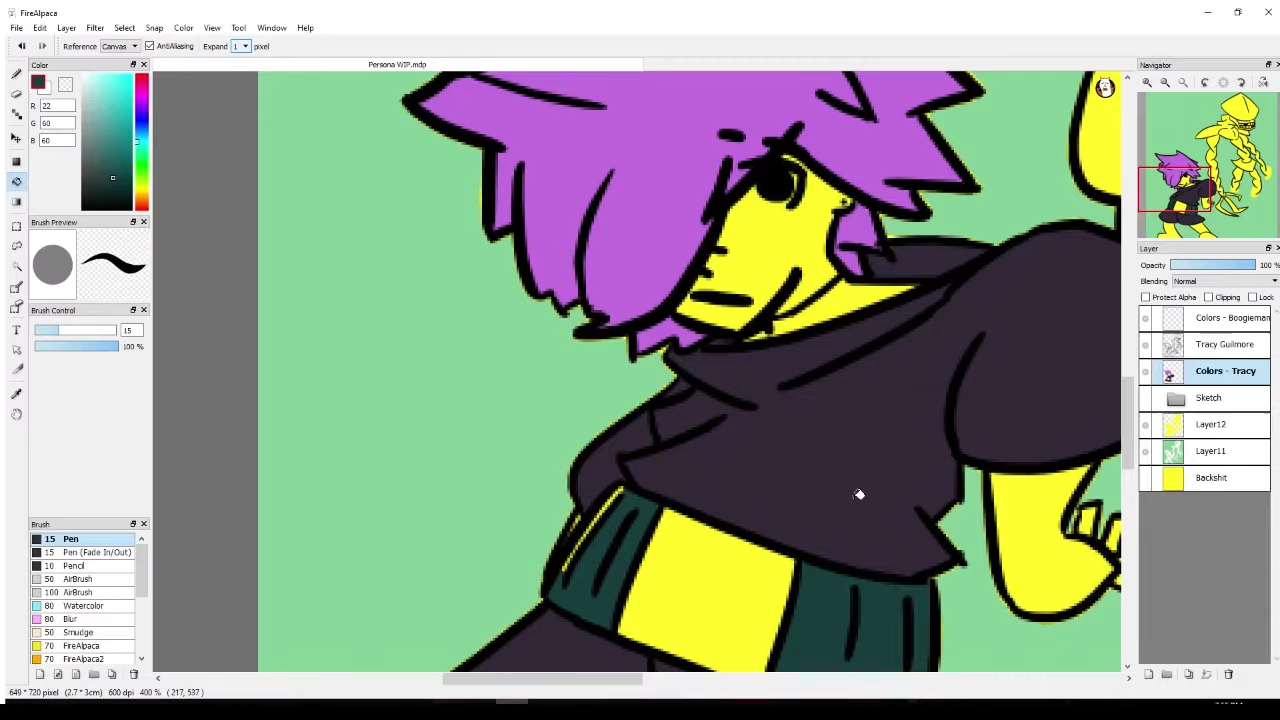 FireAlpaca
File Edit Layer Filter Select Snap Color View Tool Window Help
Reference Canvas AntiAliasing Expand 1 pixel
Color
Persona WIP.mdp
Navigator
R 22
G 60
B 60
Brush Preview
Brush Control
15
100 %
Layer
Opacity 100 %
Blending Normal
Protect Alpha Clipping Lock
Colors - Boogieman
Tracy Guilmore
Colors - Tracy
Sketch
Layer12
Layer11
Backshit
Brush
15 Pen
15 Pen (Fade In/Out)
10 Pencil
50 AirBrush
100 AirBrush
80 Watercolor
80 Blur
50 Smudge
70 FireAlpaca
70 FireAlpaca2
649 * 720 pixel (2.7 * 3cm) 600 dpi 400 % ( 217, 537 )